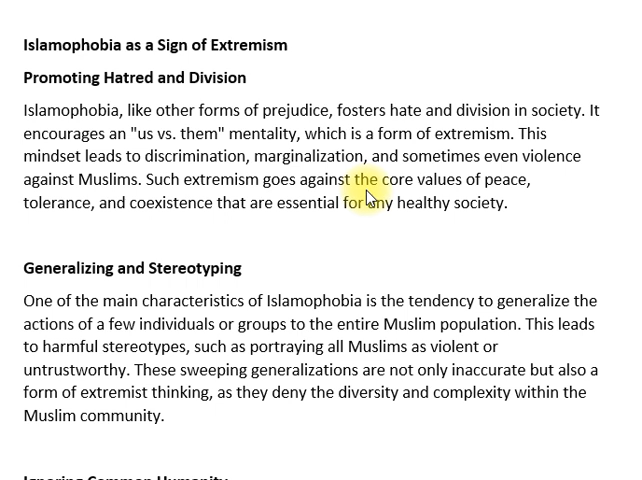 Islamophobia as a Sign of Extremism
Promoting Hatred and Division
Islamophobia, like other forms of prejudice, fosters hate and division in society. It
encourages an "us vs. them" mentality, which is a form of extremism. This
mindset leads to discrimination, marginalization, and sometimes even violence
against Muslims. Such extremism goes against the core values of peace,
tolerance, and coexistence that are essential for any healthy society.
Generalizing and Stereotyping
One of the main characteristics of Islamophobia is the tendency to generalize the
actions of a few individuals or groups to the entire Muslim population. This leads
to harmful stereotypes, such as portraying all Muslims as violent or
untrustworthy. These sweeping generalizations are not only inaccurate but also a
form of extremist thinking, as they deny the diversity and complexity within the
Muslim community.
Ignoring Common Humanity